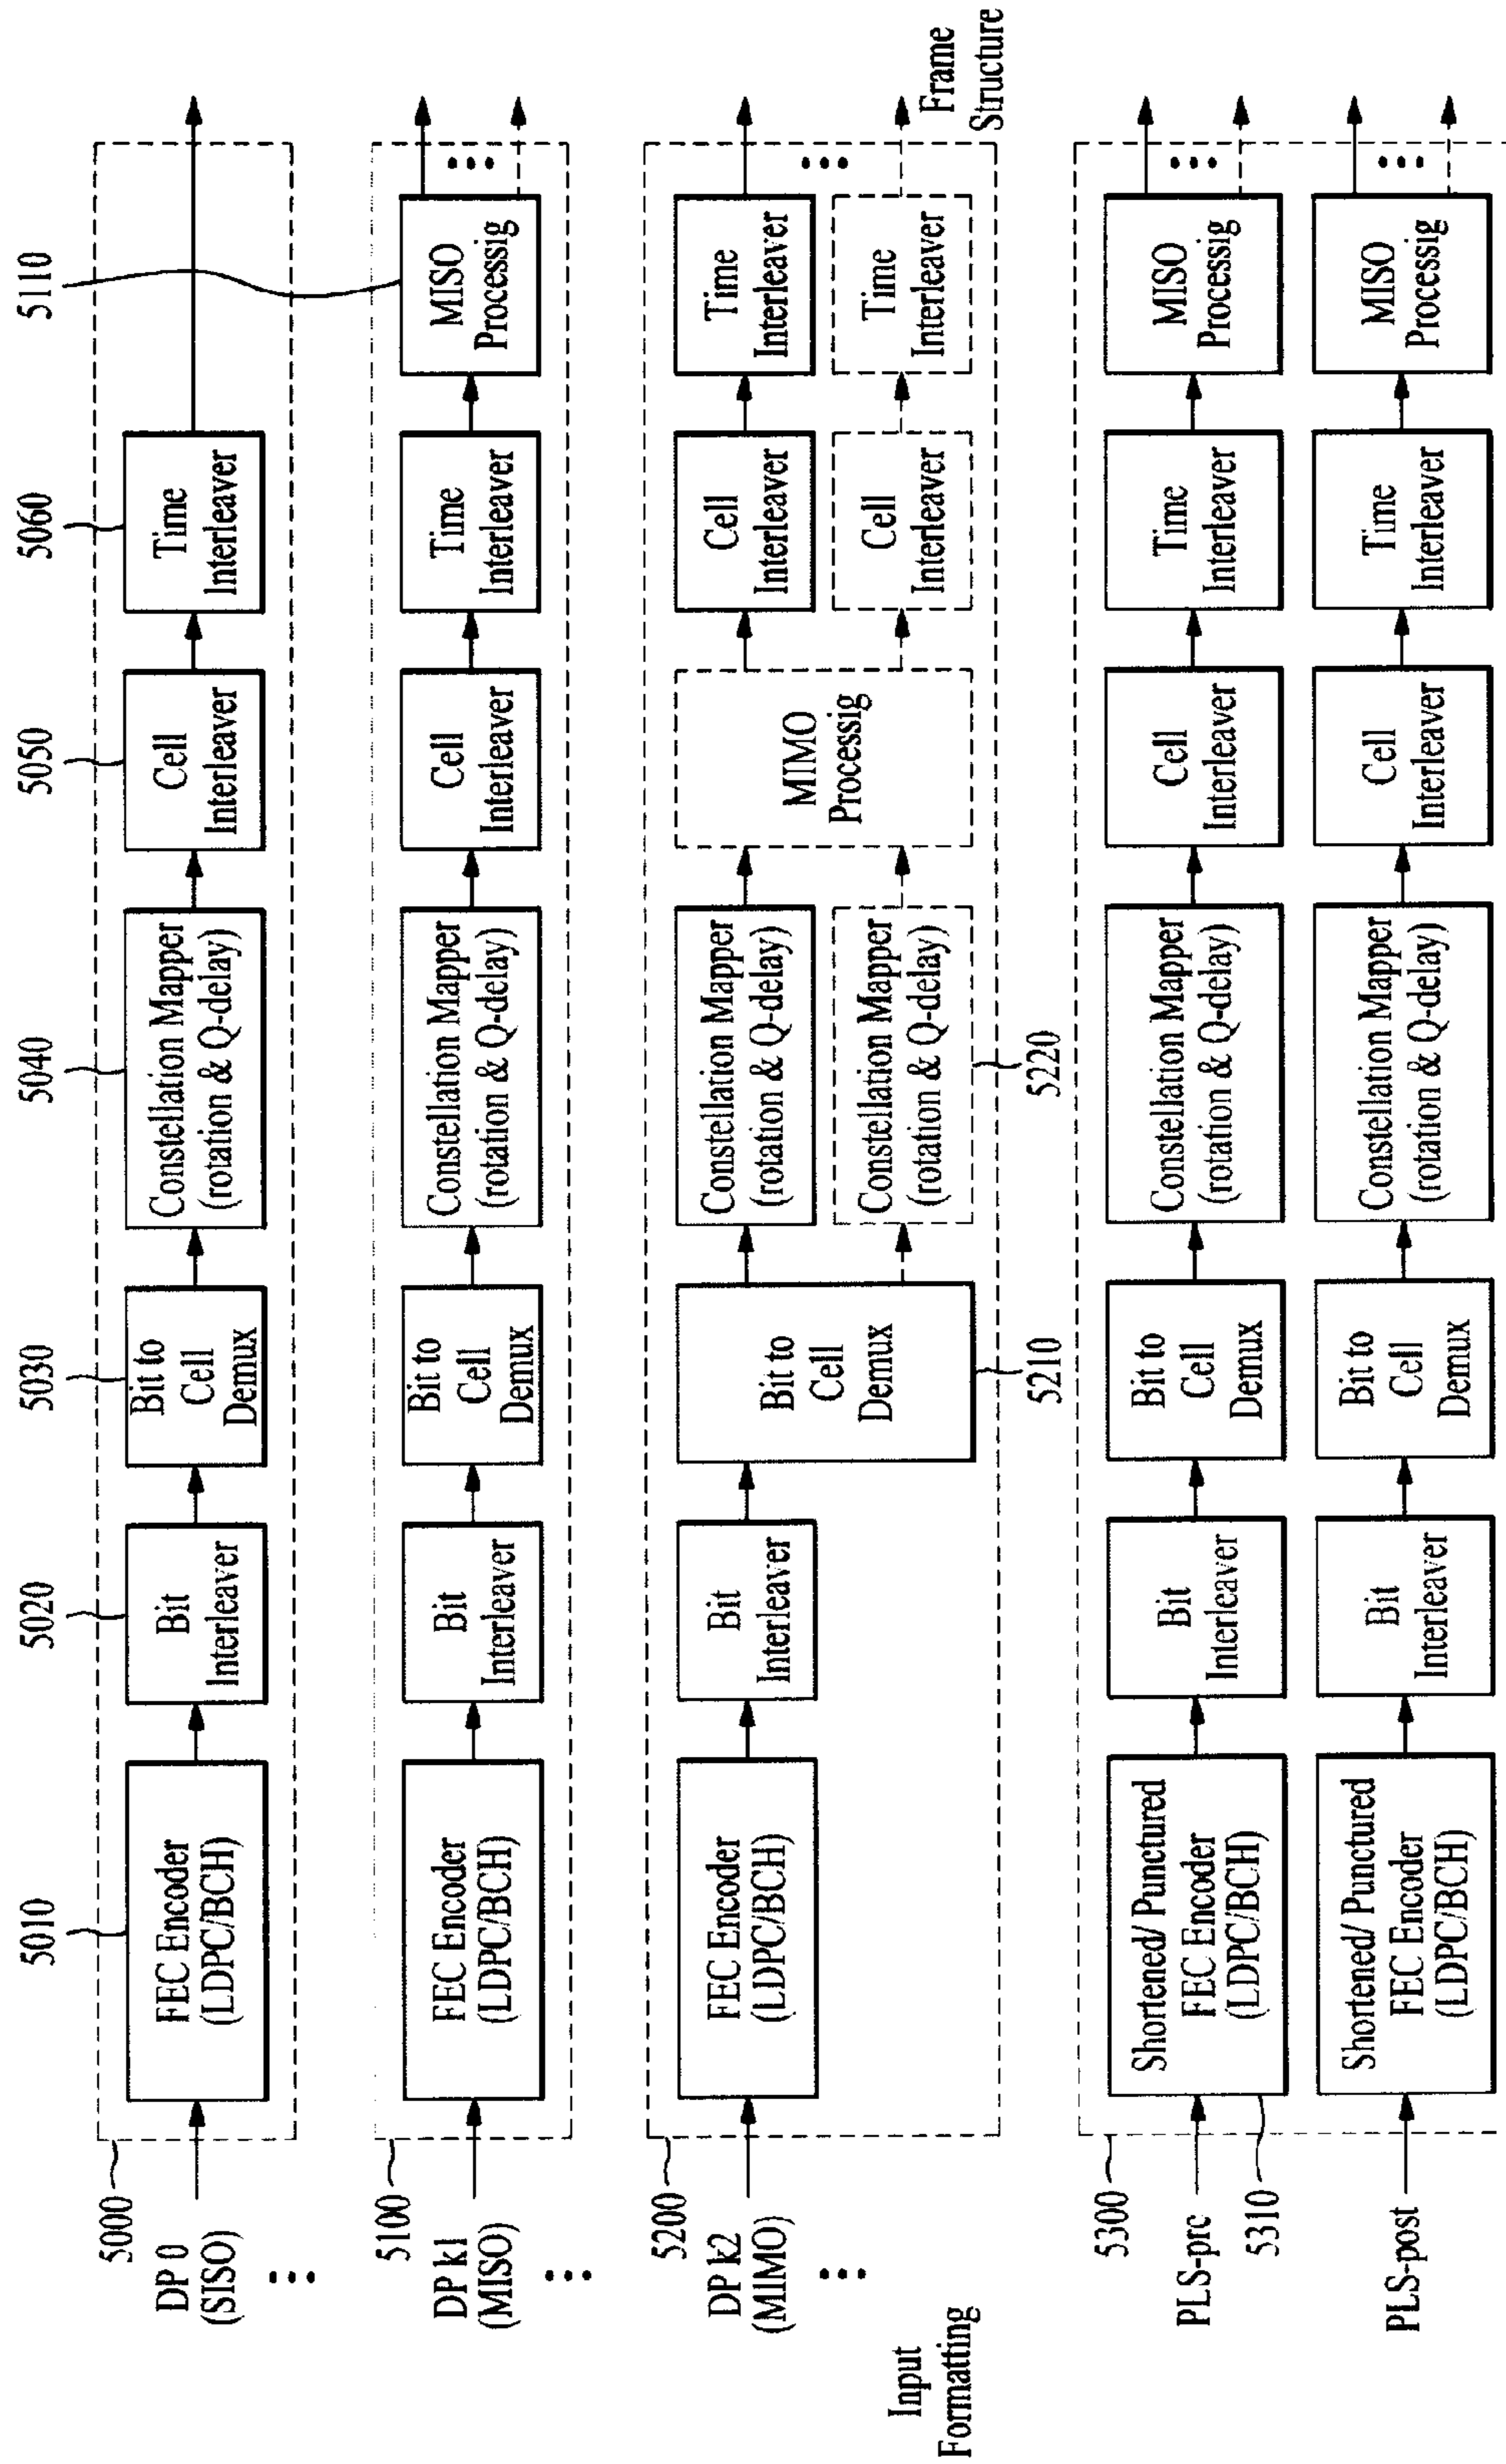 5010
5020
5030
5040
5050
5060
5110
5000
DP 0
(SISO)
FEC Encoder
(LDPC/BCH)
Bit
Interleaver
Bit to
Cell
Demux
Constellation Mapper
(rotation & Q-delay)
Cell
Interleaver
Time
Interleaver
5100
DP k1
(MISO)
FEC Encoder
(LDPC/BCH)
Bit
Interleaver
Bit to
Cell
Demux
Constellation Mapper
(rotation & Q-delay)
Cell
Interleaver
Time
Interleaver
MISO
Processig
5200
DP k2
(MIMO)
FEC Encoder
(LDPC/BCH)
Bit
Interleaver
Bit to
Cell
Demux
Constellation Mapper
(rotation & Q-delay)
Constellation Mapper
(rotation & Q-delay)
MIMO
Processig
Cell
Interleaver
Cell
Interleaver
Time
Interleaver
Time
Interleaver
5210
5220
Input
Formatting
Frame
Structure
5300
PLS-prc
5310
Shortened/ Punctured
FEC Encoder
(LDPC/BCH)
Bit
Interleaver
Bit to
Cell
Demux
Constellation Mapper
(rotation & Q-delay)
Cell
Interleaver
Time
Interleaver
MISO
Processig
PLS-post
Shortened/ Punctured
FEC Encoder
(LDPC/BCH)
Bit
Interleaver
Bit to
Cell
Demux
Constellation Mapper
(rotation & Q-delay)
Cell
Interleaver
Time
Interleaver
MISO
Processig